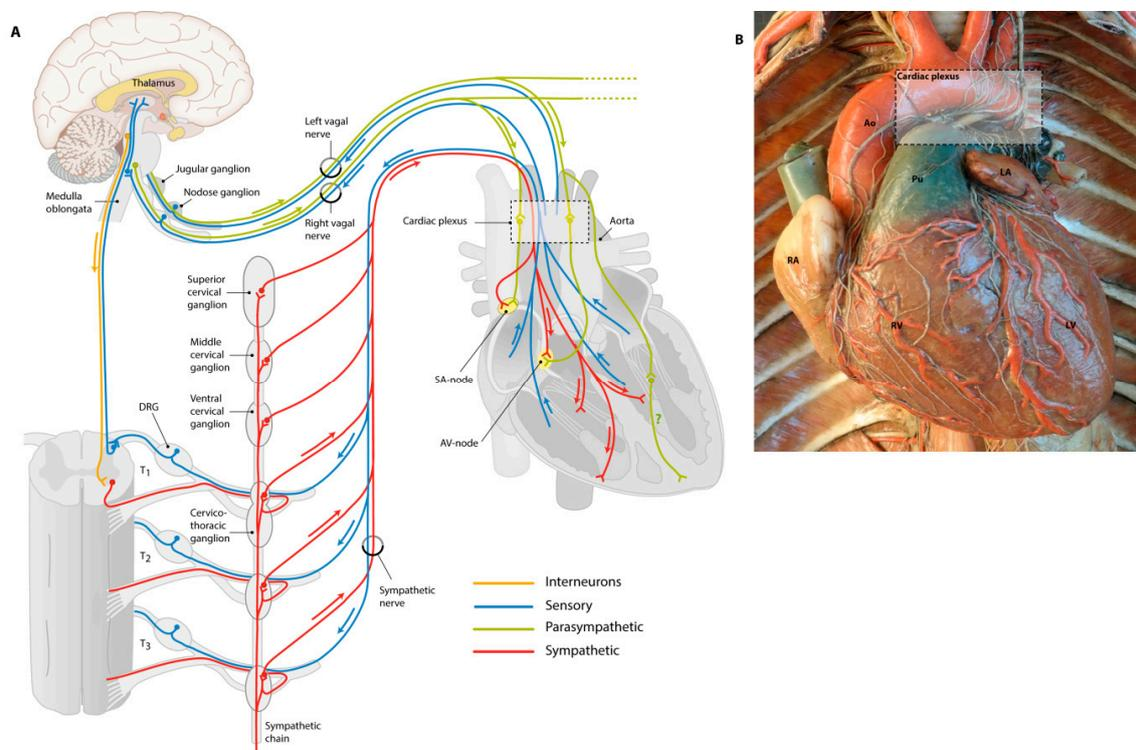 A
Thalamus
Medulla
oblongata
Jugular ganglion
Nodose ganglion
Left vagal
nerve
Right vagal
nerve
Cardiac plexus
Aorta
Superior
cervical
ganglion
Middle
cervical
ganglion
Ventral
cervical
ganglion
SA-node
AV-node
?
DRG
T1
Cervico-
thoracic
ganglion
T2
T3
Sympathetic
nerve
Sympathetic
chain
Interneurons
Sensory
Parasympathetic
Sympathetic
B
Cardiac plexus
Ao
Pu
LA
RA
RV
LV